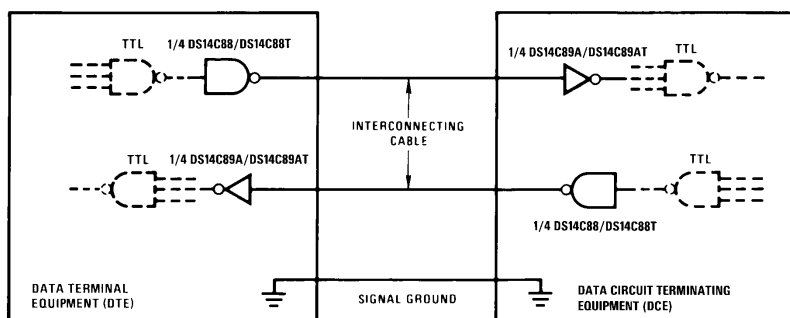 TTL
1/4 DS14C88/DS14C88T
1/4 DS14C89A/DS14C89AT
TTL
INTERCONNECTING
CABLE
TTL
1/4 DS14C89A/DS14C89AT
TTL
1/4 DS14C88/DS14C88T
DATA TERMINAL
EQUIPMENT (DTE)
SIGNAL GROUND
DATA CIRCUIT TERMINATING
EQUIPMENT (DCE)